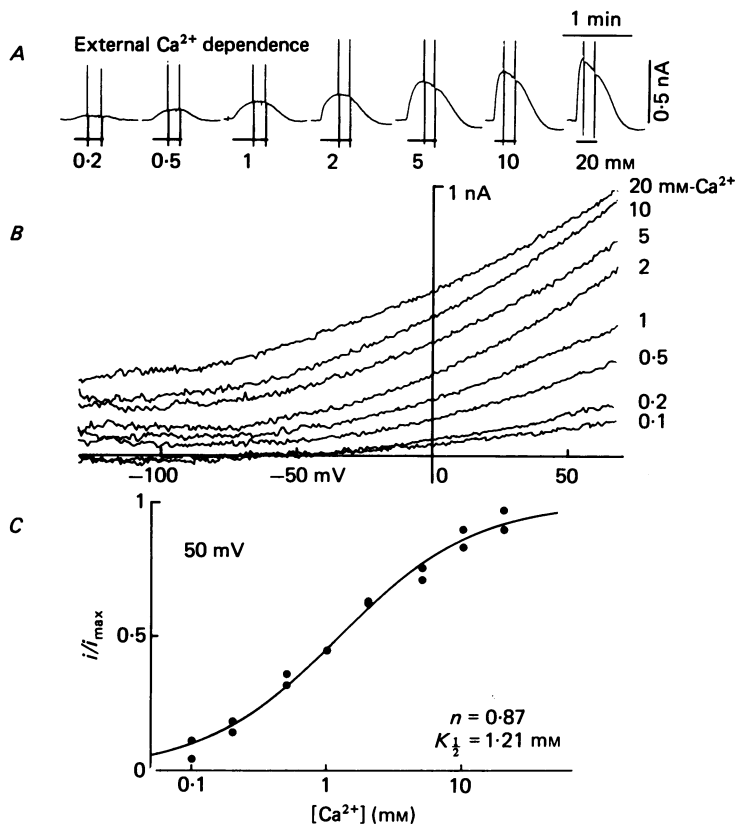 A
External Ca²⁺ dependence
1 min
0·5 nA
0·2 0·5 1 2 5 10 20 mM
B
1 nA
20 mM-Ca²⁺
10
5
2
1
0·5
0·2
0·1
−100 −50 mV 0 50
C
1
50 mV
0·5
i/i_max
n = 0·87
K_½ = 1·21 mM
0
0·1 1 10
[Ca²⁺] (mM)